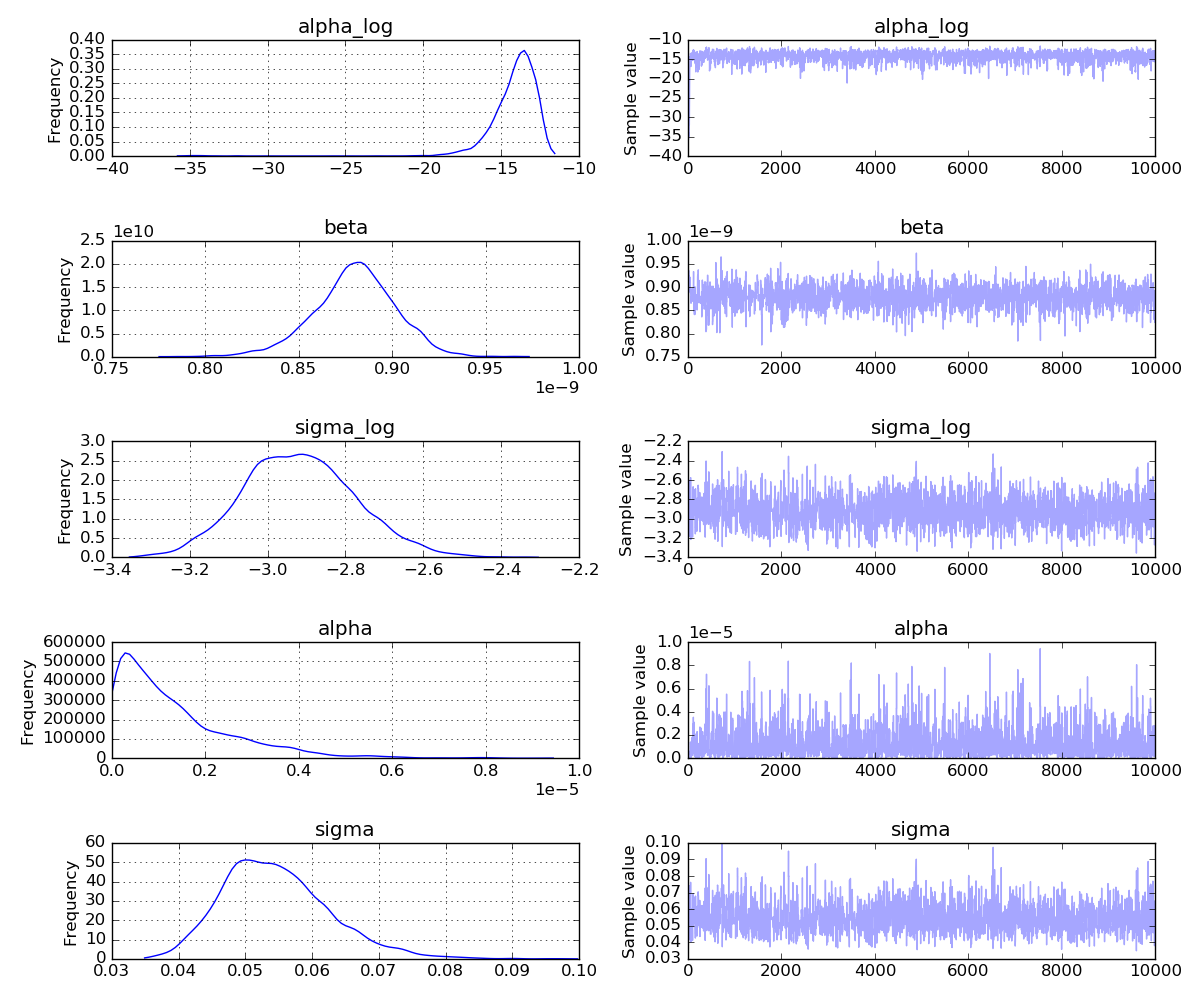 alpha_log
Frequency
0.40
0.35
0.30
0.25
0.20
0.15
0.10
0.05
0.00
−40 −35 −30 −25 −20 −15 −10
alpha_log
Sample value
−10
−15
−20
−25
−30
−35
−40
0 2000 4000 6000 8000 10000
beta
1e10
Frequency
2.5
2.0
1.5
1.0
0.5
0.0
0.75 0.80 0.85 0.90 0.95 1.00
1e−9
beta
1e−9
Sample value
1.00
0.95
0.90
0.85
0.80
0.75
0 2000 4000 6000 8000 10000
sigma_log
Frequency
3.0
2.5
2.0
1.5
1.0
0.5
0.0
−3.4 −3.2 −3.0 −2.8 −2.6 −2.4 −2.2
sigma_log
Sample value
−2.2
−2.4
−2.6
−2.8
−3.0
−3.2
−3.4
0 2000 4000 6000 8000 10000
alpha
Frequency
600000
500000
400000
300000
200000
100000
0
0.0 0.2 0.4 0.6 0.8 1.0
1e−5
alpha
1e−5
Sample value
1.0
0.8
0.6
0.4
0.2
0.0
0 2000 4000 6000 8000 10000
sigma
Frequency
60
50
40
30
20
10
0
0.03 0.04 0.05 0.06 0.07 0.08 0.09 0.10
sigma
Sample value
0.10
0.09
0.08
0.07
0.06
0.05
0.04
0.03
0 2000 4000 6000 8000 10000